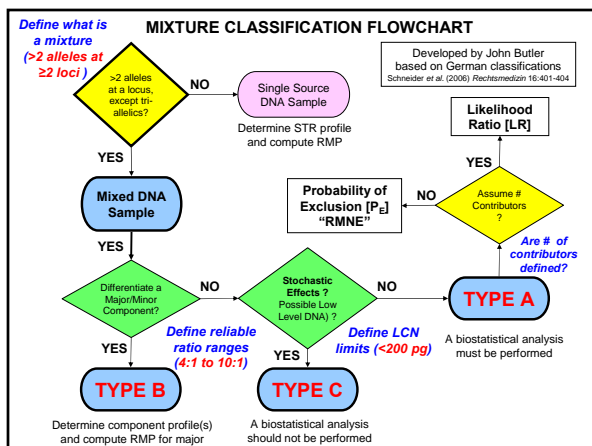 MIXTURE CLASSIFICATION FLOWCHART
Define what is
a mixture
(>2 alleles at
≥2 loci)
>2 alleles
at a locus,
except tri-
allelics?
NO
Single Source
DNA Sample
Determine STR profile
and compute RMP
Developed by John Butler
based on German classifications
Schneider et al. (2006) Rechtsmedizin 16:401-404
Likelihood
Ratio [LR]
YES
YES
Mixed DNA
Sample
Probability of
Exclusion [PE]
"RMNE"
NO
Assume #
Contributors
?
YES
Are # of
contributors
defined?
Differentiate a
Major/Minor
Component?
NO
Stochastic
Effects ?
Possible Low
Level DNA) ?
NO
TYPE A
A biostatistical analysis
must be performed
Define reliable
ratio ranges
(4:1 to 10:1)
Define LCN
limits (<200 pg)
YES
YES
TYPE B
TYPE C
Determine component profile(s)
and compute RMP for major
A biostatistical analysis
should not be performed